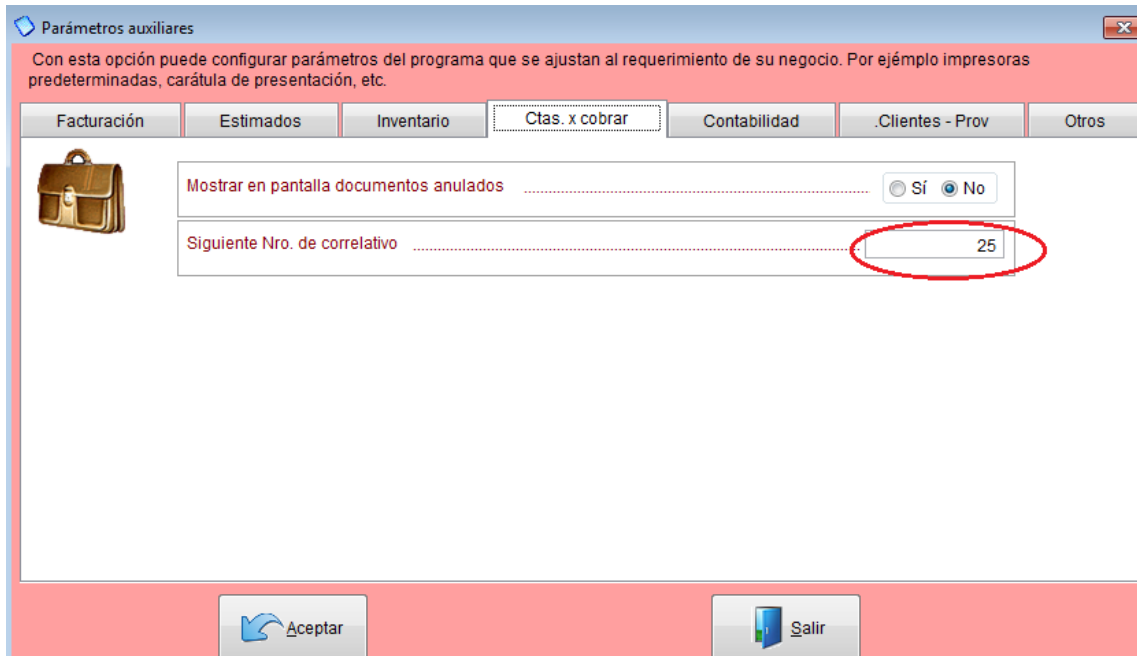 Parámetros auxiliares
Con esta opción puede configurar parámetros del programa que se ajustan al requerimiento de su negocio. Por ejémplo impresoras
predeterminadas, carátula de presentación, etc.
Facturación Estimados Inventario Ctas. x cobrar Contabilidad .Clientes - Prov Otros
Mostrar en pantalla documentos anulados ........ Sí No
Siguiente Nro. de correlativo ........ 25
Aceptar Salir